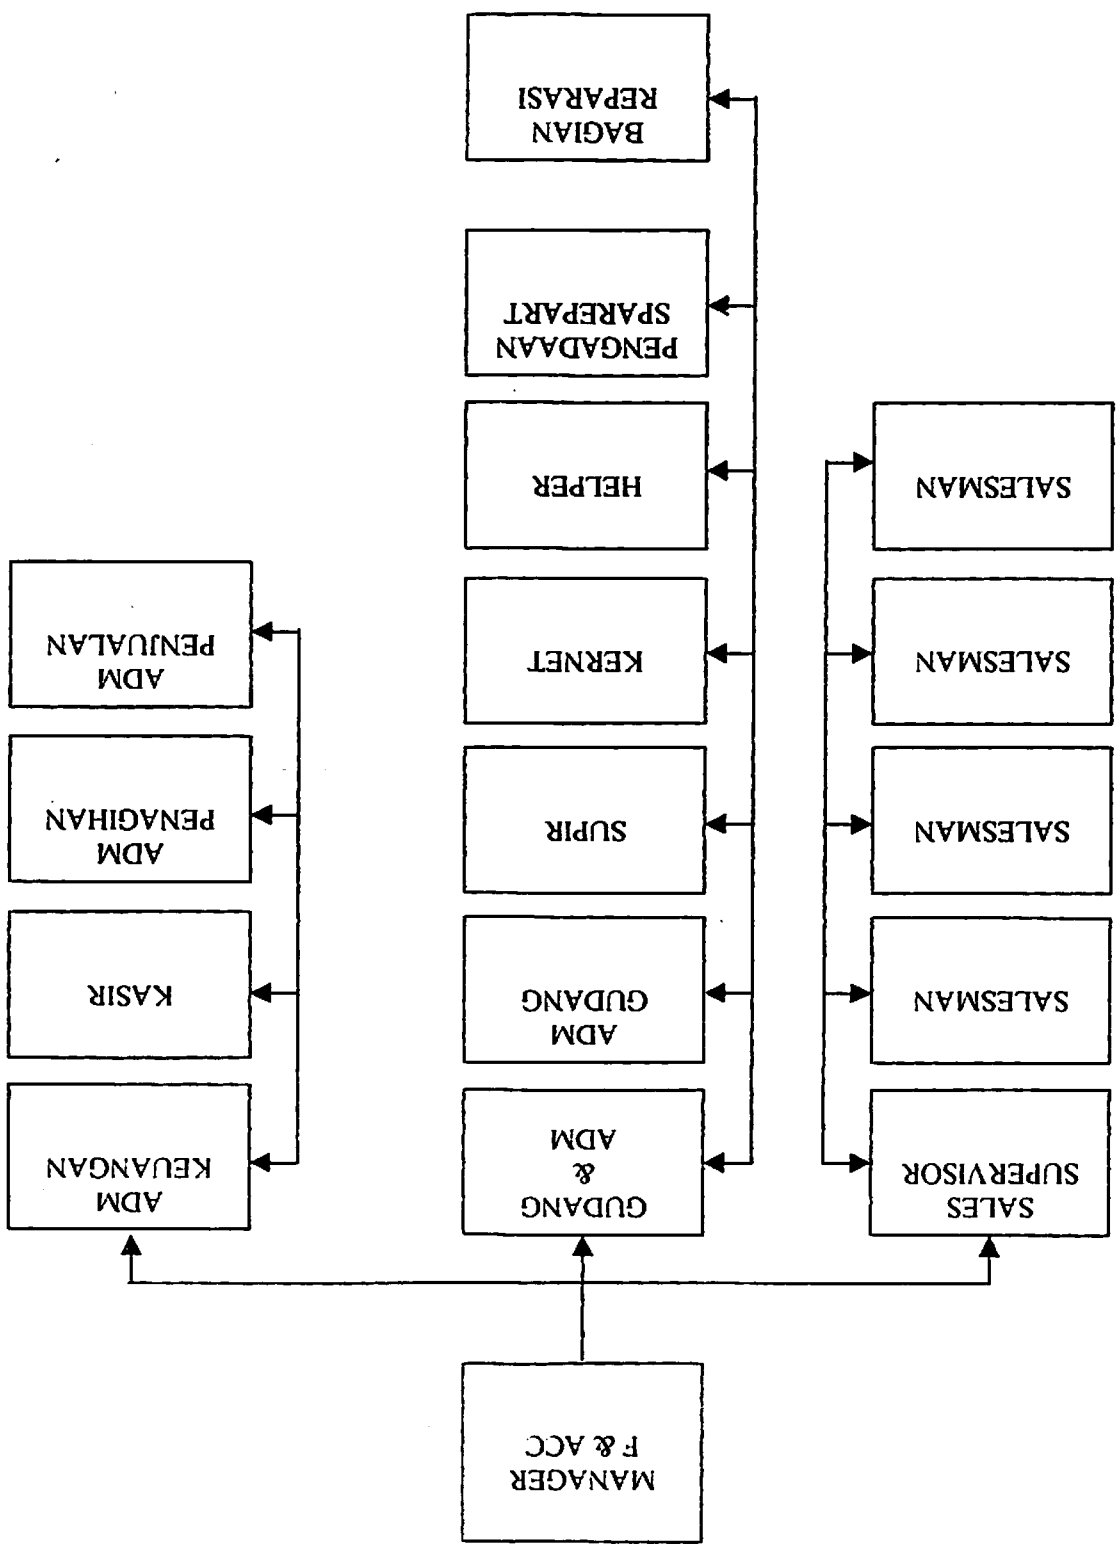 MANAGER
F & ACC
SALES
SUPERVISOR
SALESMAN
SALESMAN
SALESMAN
SALESMAN
GUDANG
&
ADM
ADM
GUDANG
SUPIR
KERNET
HELPER
PENGADAAN
SPAREPART
BAGIAN
REPARASI
ADM
KEUANGAN
KASIR
ADM
PENAGIHAN
ADM
PENJUALAN